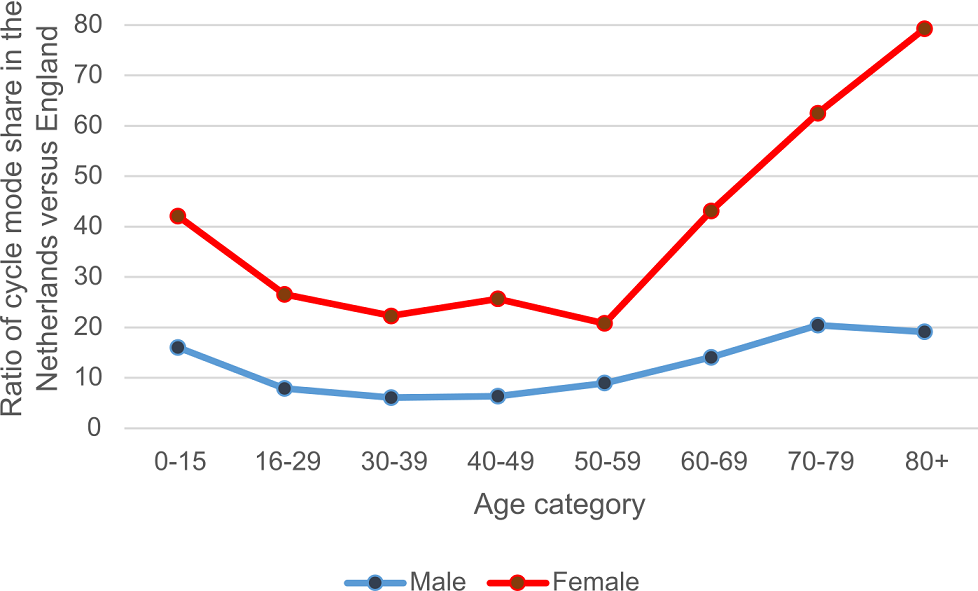 Ratio of cycle mode share in the
Netherlands versus England
80
70
60
50
40
30
20
10
0
0-15 16-29 30-39 40-49 50-59 60-69 70-79 80+
Age category
Male Female